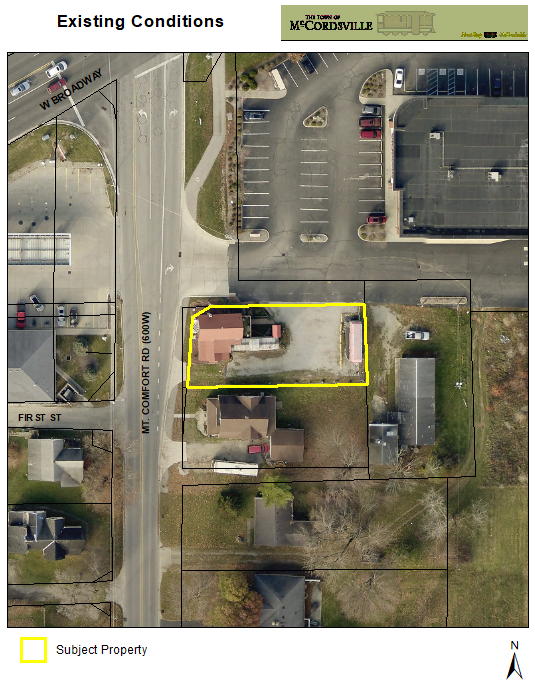 Existing Conditions
THE TOWN OF
MCCORDSVILLE
W BROADWAY
MT. COMFORT RD (600W)
FIRST ST
Subject Property
N